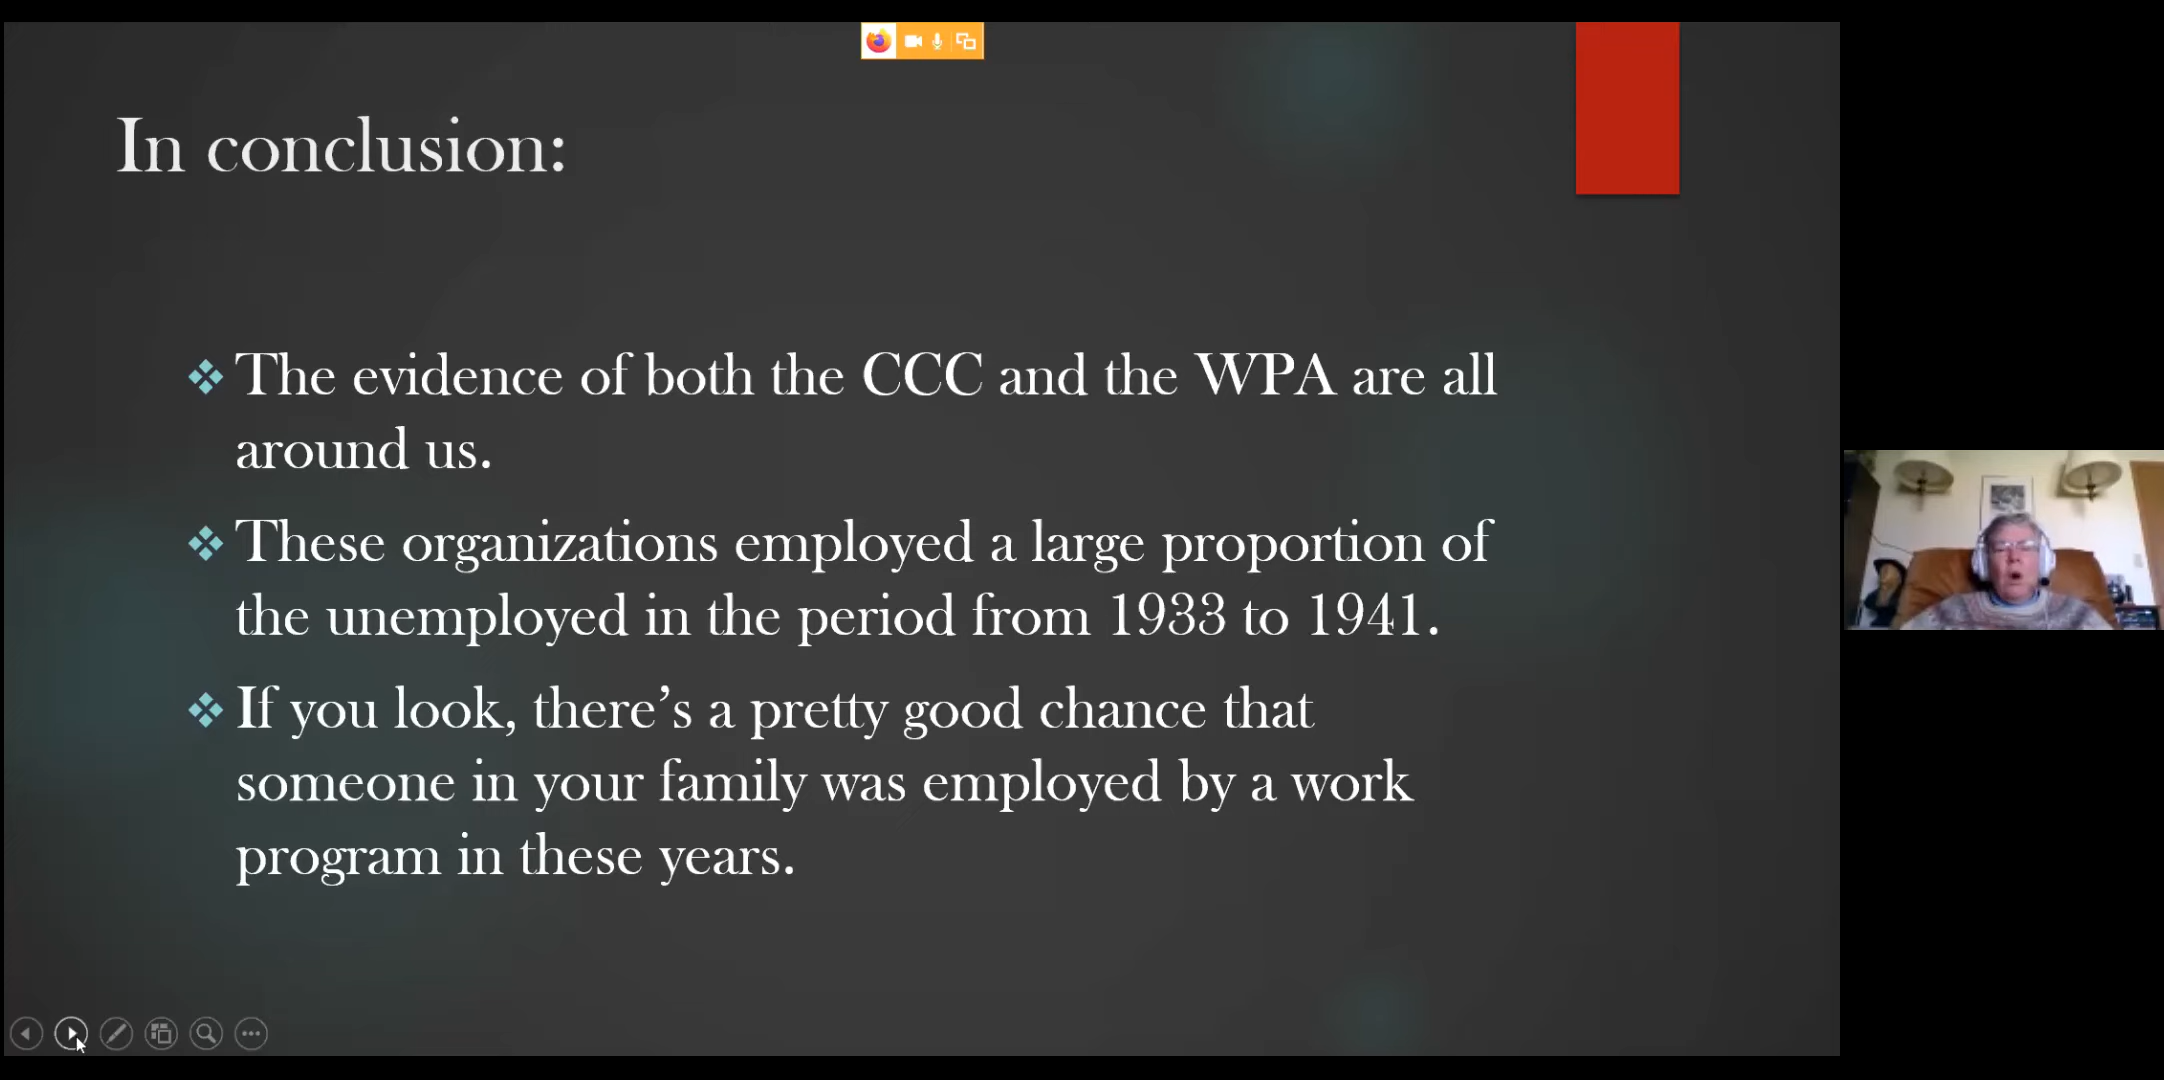 In conclusion:
❖ The evidence of both the CCC and the WPA are all
around us.
❖ These organizations employed a large proportion of
the unemployed in the period from 1933 to 1941.
❖ If you look, there’s a pretty good chance that
someone in your family was employed by a work
program in these years.